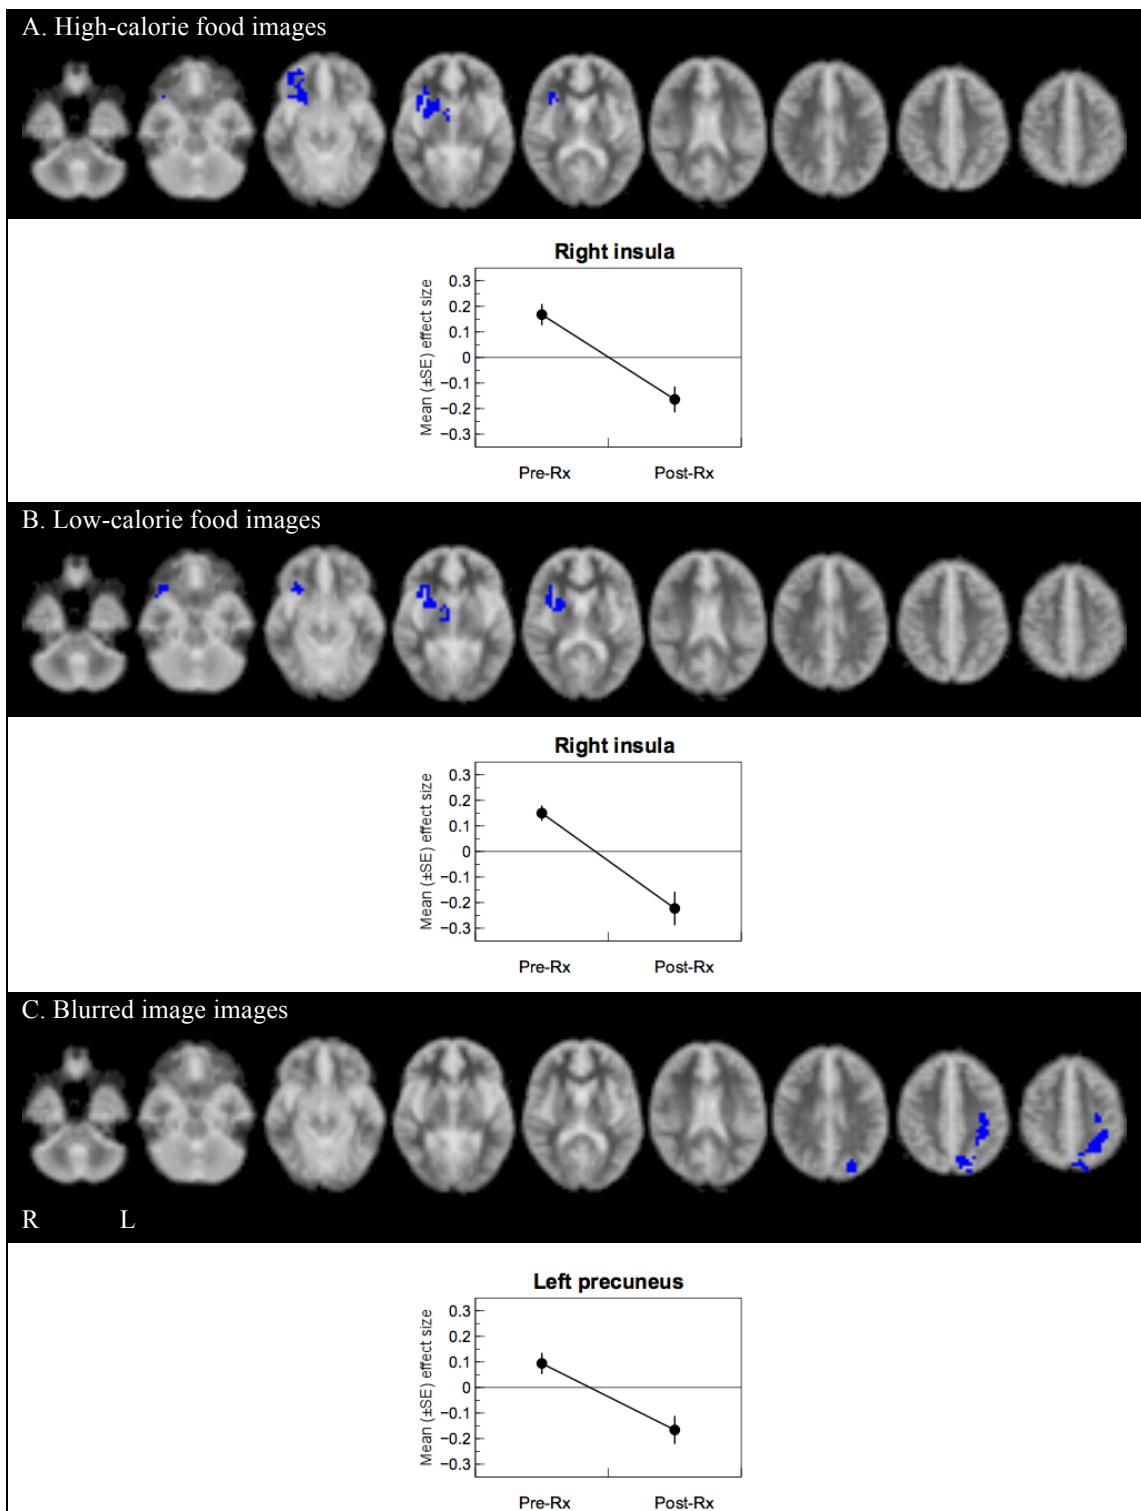 A. High-calorie food images
Right insula
Mean (±SE) effect size
0.3
0.2
0.1
0
−0.1
−0.2
−0.3
Pre-Rx Post-Rx
B. Low-calorie food images
Right insula
Mean (±SE) effect size
0.3
0.2
0.1
0
−0.1
−0.2
−0.3
Pre-Rx Post-Rx
C. Blurred image images
R L
Left precuneus
Mean (±SE) effect size
0.3
0.2
0.1
0
−0.1
−0.2
−0.3
Pre-Rx Post-Rx